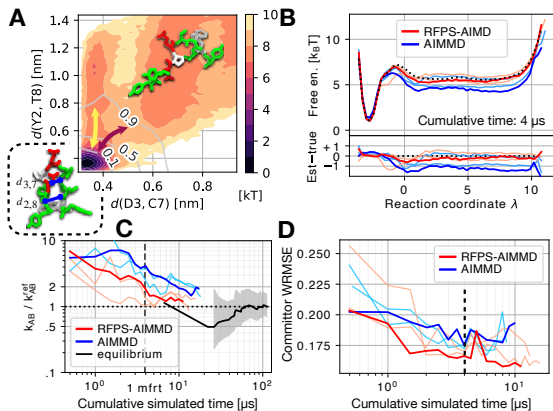 A
1.4
1.2
1.0
0.8
0.6
0.4
d(Y2, T8) [nm]
0.9
0.5
0.1
0.4
0.6
0.8
d(D3, C7) [nm]
10
8
6
4
2
0
[kT]
d3,7
d2,8
B
Free en. [kBT]
10
5
0
RFPS-AIMD
AIMMD
Cumulative time: 4 μs
Est−true
+1
0
−1
0
5
10
Reaction coordinate λ
C
kAB / kABref
10
5
2
1
.5
.1
RFPS-AIMMD
AIMMD
equilibrium
1 mfrt
10
100
Cumulative simulated time [μs]
D
Committor WRMSE
0.250
0.225
0.200
0.175
RFPS-AIMMD
AIMMD
10⁰
10¹
Cumulative simulated time [μs]